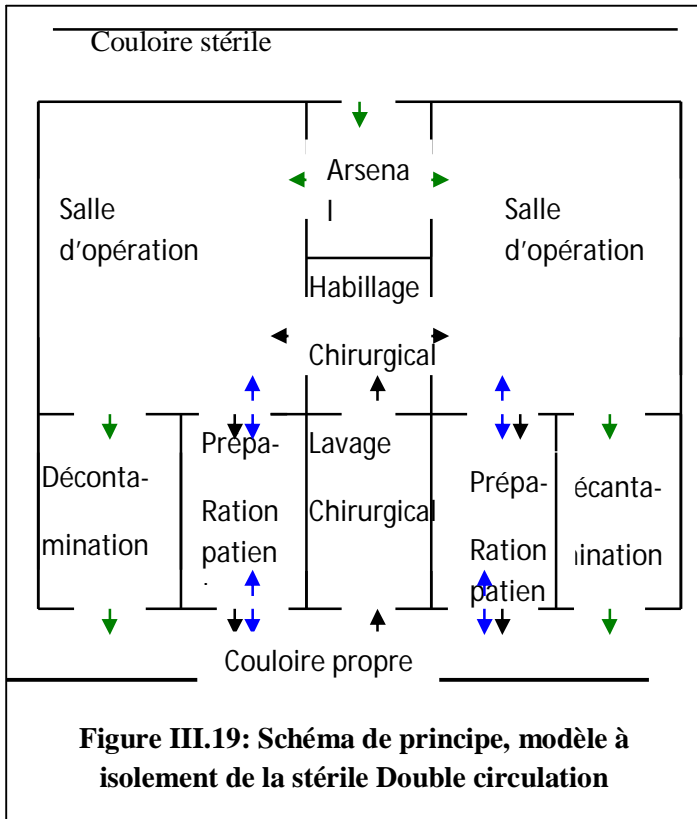 Couloire stérile
Arsena
l
Salle
d'opération
Salle
d'opération
Habillage
Chirurgical
Déconta-
mination
Prépa-
Ration
patien
Lavage
Chirurgical
Prépa-
Ration
patien
écanta-
ination
Couloire propre
Figure III.19: Schéma de principe, modèle à
isolement de la stérile Double circulation